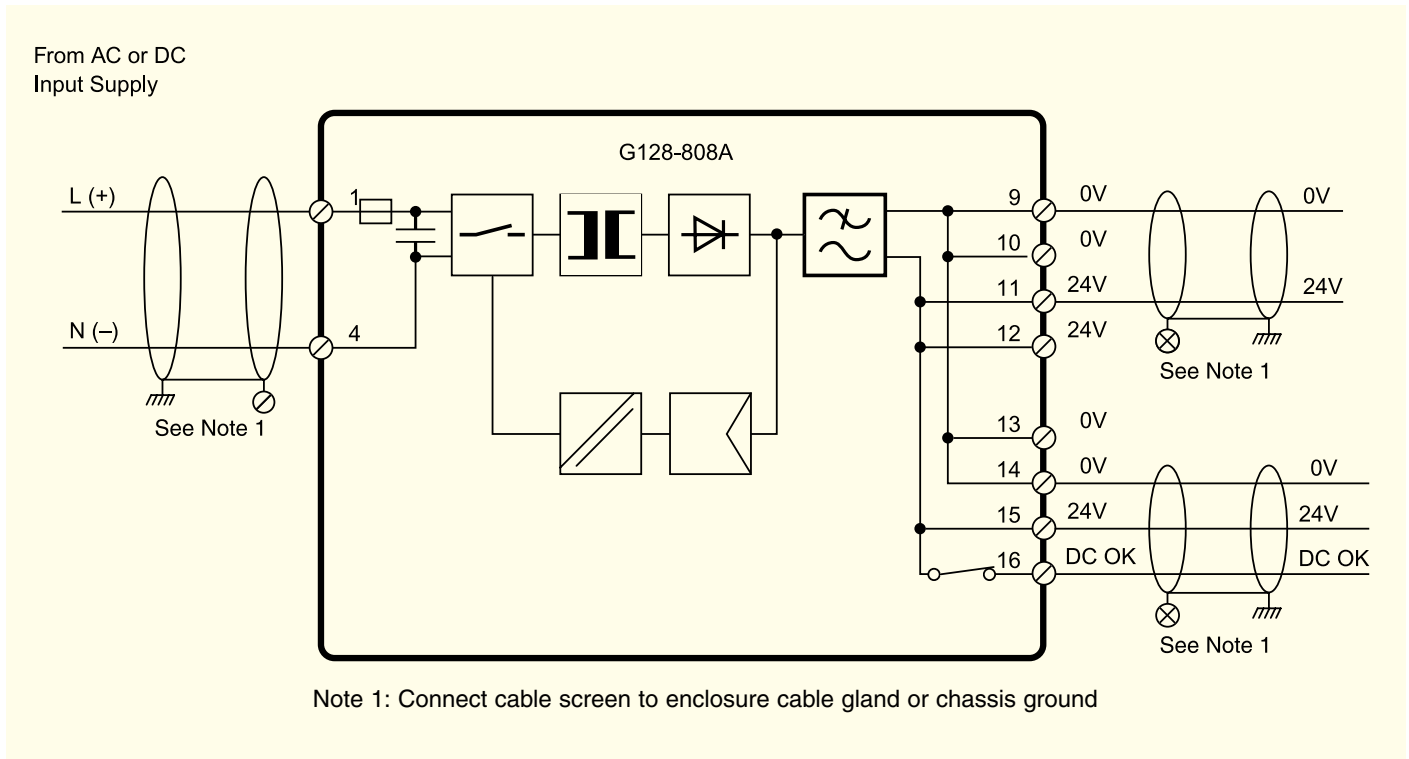 From AC or DC
Input Supply
G128-808A
L (+)
1
N (–)
4
See Note 1
9
0V
0V
10
0V
11
24V
24V
12
24V
See Note 1
13
0V
14
0V
0V
15
24V
24V
16
DC OK
DC OK
See Note 1
Note 1: Connect cable screen to enclosure cable gland or chassis ground